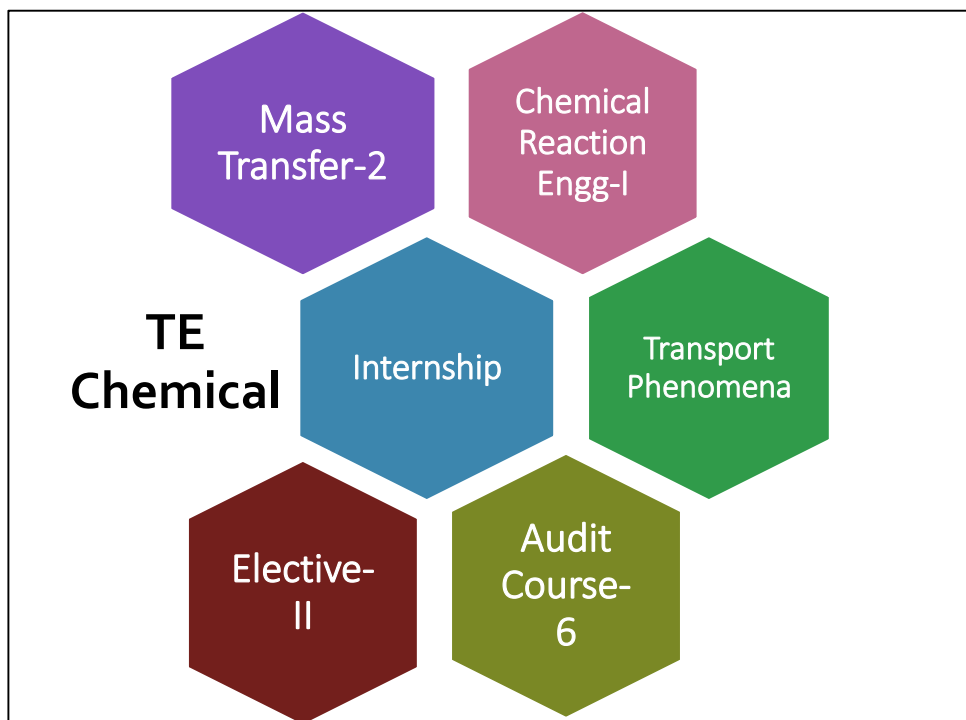 Mass
Transfer-2
Chemical
Reaction
Engg-I
TE
Chemical
Internship
Transport
Phenomena
Elective-
II
Audit
Course-
6